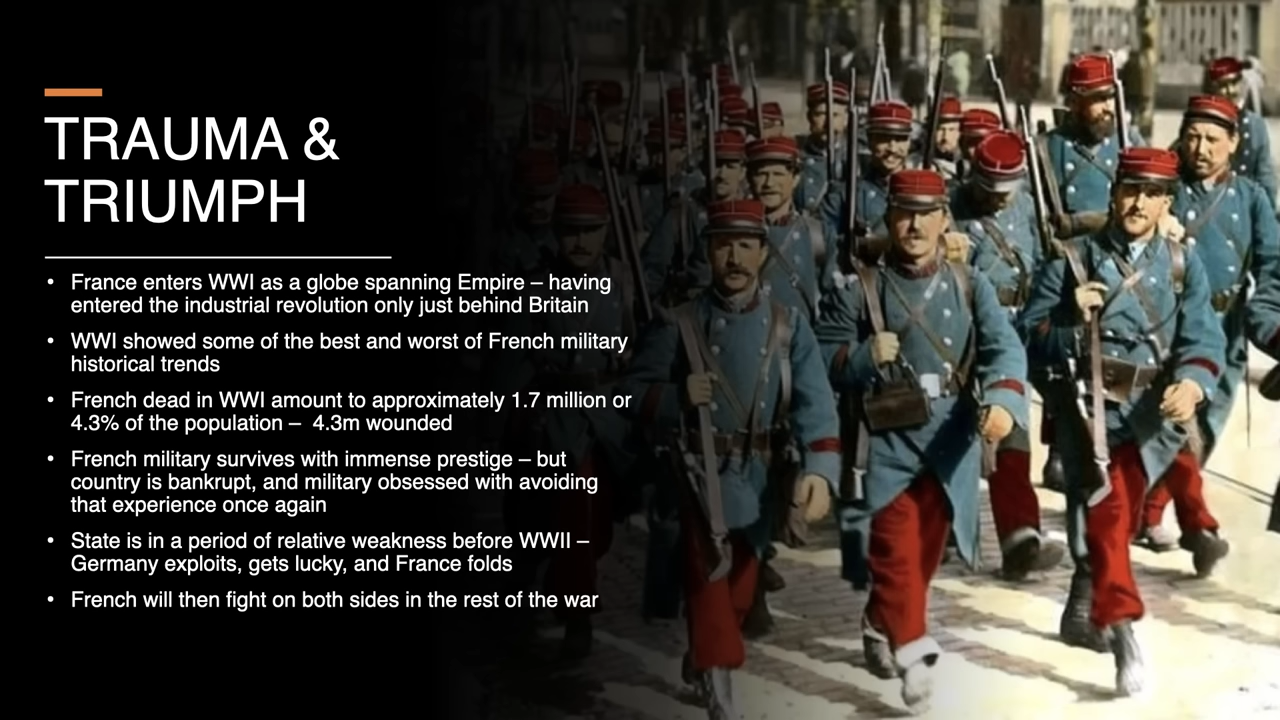 TRAUMA &
TRIUMPH
• France enters WWI as a globe spanning Empire – having
entered the industrial revolution only just behind Britain
• WWI showed some of the best and worst of French military
historical trends
• French dead in WWI amount to approximately 1.7 million or
4.3% of the population –  4.3m wounded
• French military survives with immense prestige – but
country is bankrupt, and military obsessed with avoiding
that experience once again
• State is in a period of relative weakness before WWII –
Germany exploits, gets lucky, and France folds
• French will then fight on both sides in the rest of the war